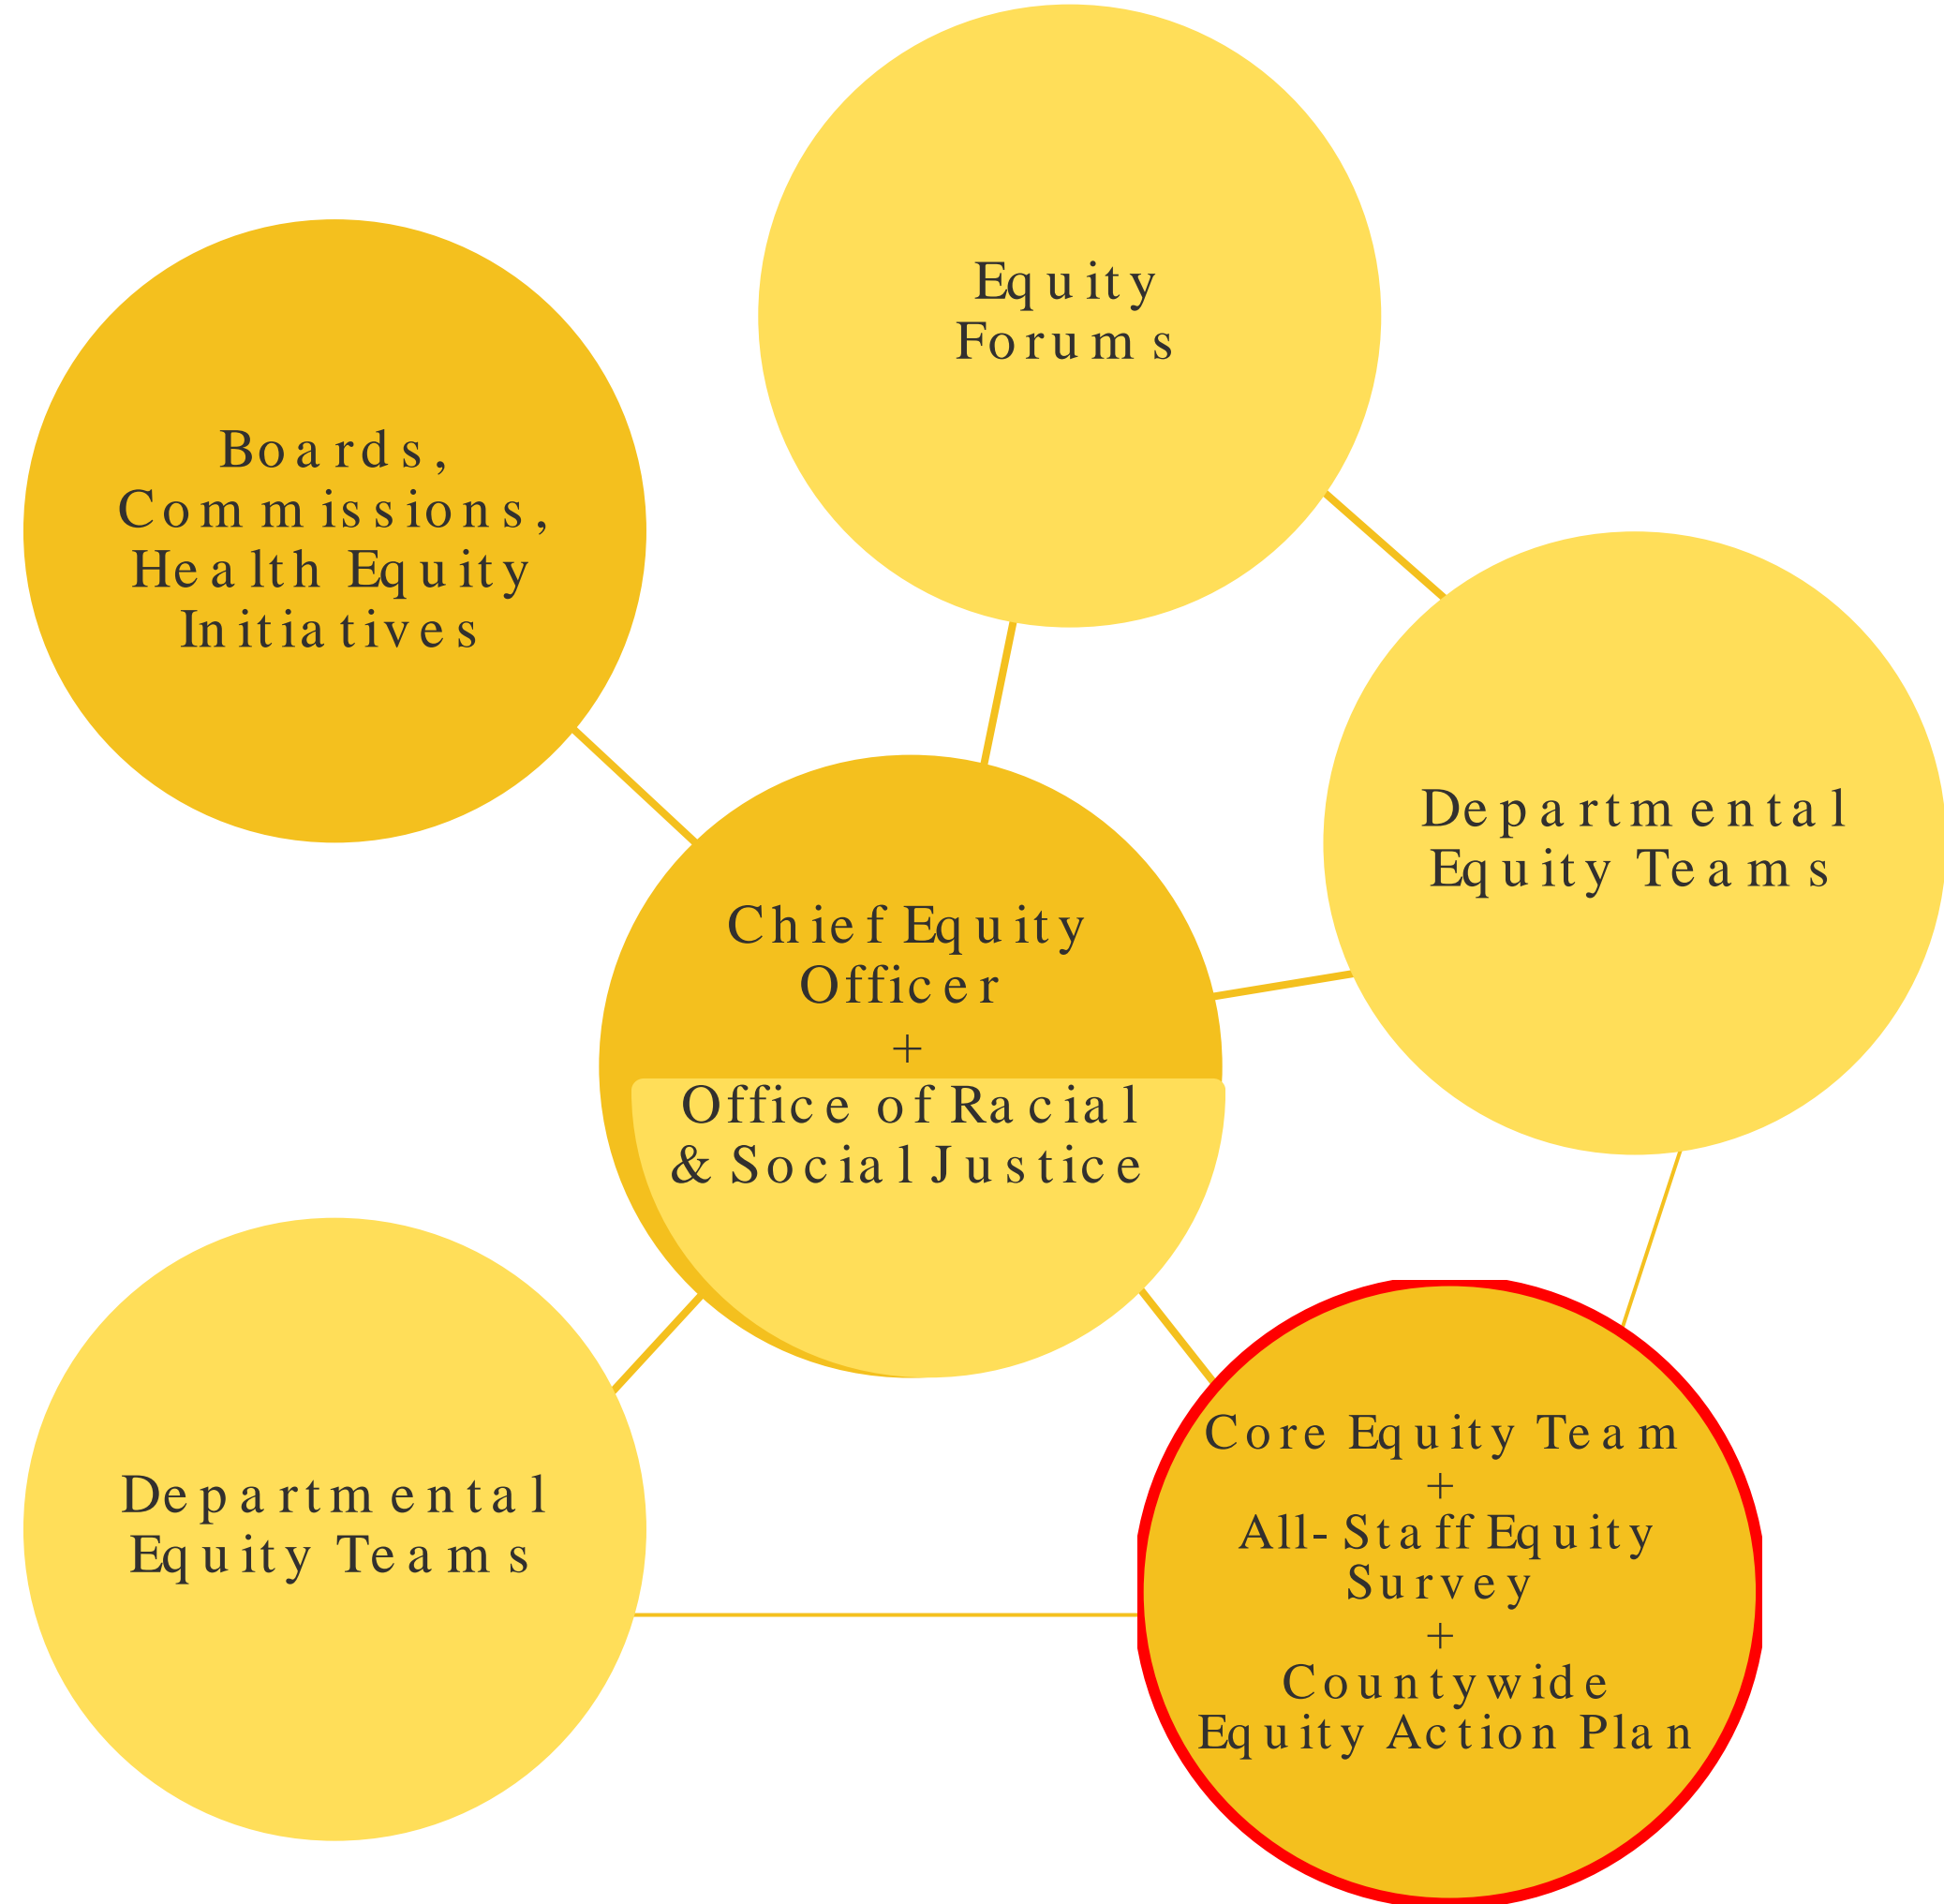 Equity
Forums
Boards,
Commissions,
Health Equity
Initiatives
Departmental
Equity Teams
Chief Equity
Officer
+
Office of Racial
& Social Justice
Departmental
Equity Teams
Core Equity Team
+
All- Staff Equity
Survey
+
Countywide
Equity Action Plan